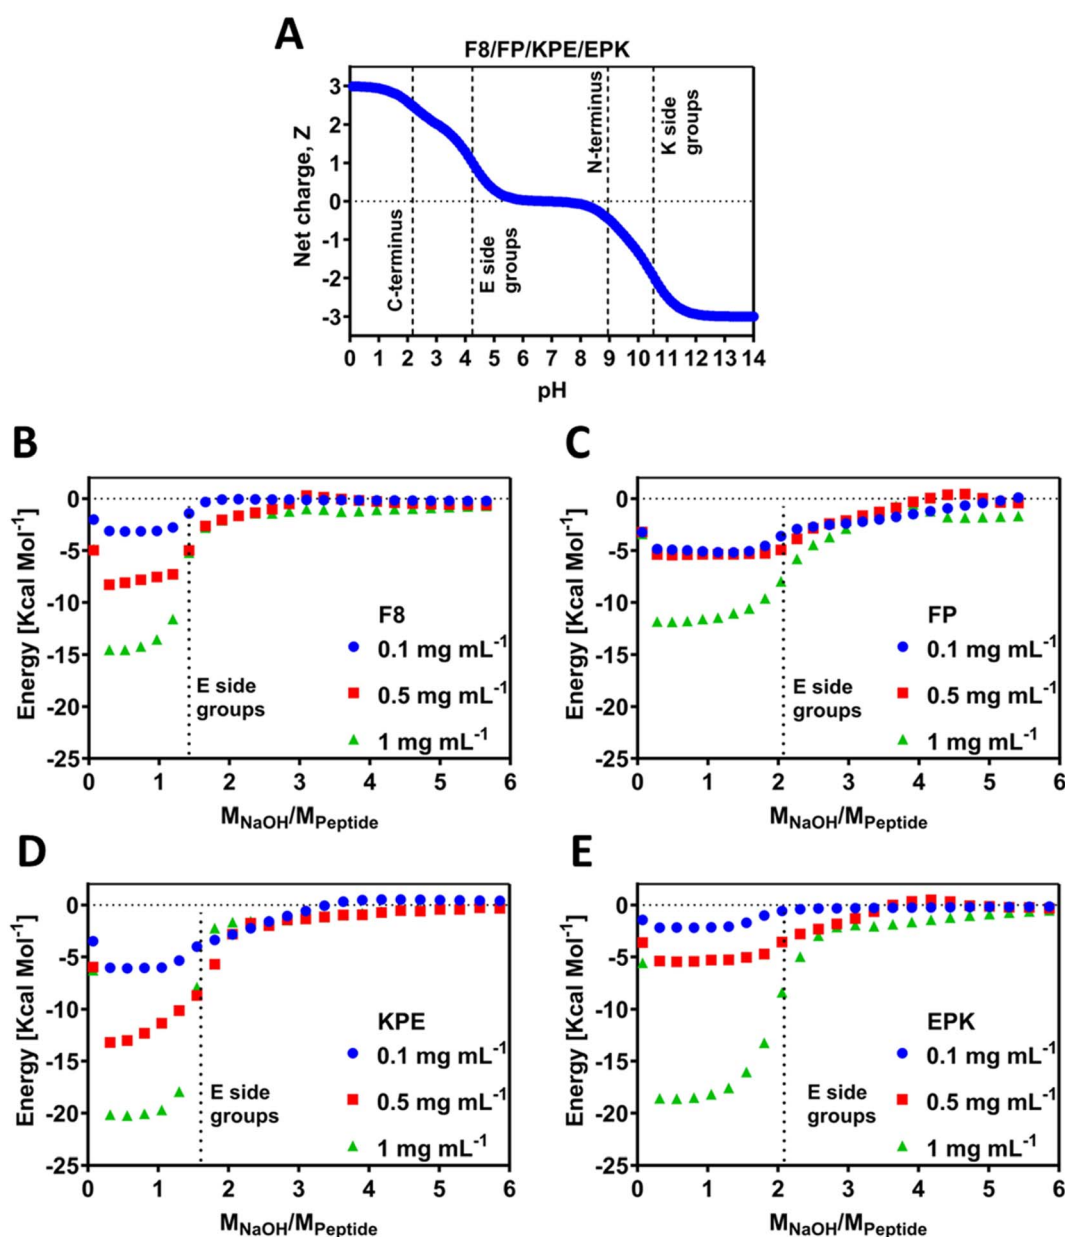 A
F8/FP/KPE/EPK
Net charge, Z
3
2
1
0
-1
-2
-3
C-terminus
E side
groups
N-terminus
K side
groups
0 1 2 3 4 5 6 7 8 9 10 11 12 13 14
pH
B
Energy [Kcal Mol-1]
0
-5
-10
-15
-20
-25
E side
groups
F8
0.1 mg mL-1
0.5 mg mL-1
1 mg mL-1
0 1 2 3 4 5 6
MNaOH/MPeptide
C
Energy [Kcal Mol-1]
0
-5
-10
-15
-20
-25
E side
groups
FP
0.1 mg mL-1
0.5 mg mL-1
1 mg mL-1
0 1 2 3 4 5 6
MNaOH/MPeptide
D
Energy [Kcal Mol-1]
0
-5
-10
-15
-20
-25
E side
groups
KPE
0.1 mg mL-1
0.5 mg mL-1
1 mg mL-1
0 1 2 3 4 5 6
MNaOH/MPeptide
E
Energy [Kcal Mol-1]
0
-5
-10
-15
-20
-25
E side
groups
EPK
0.1 mg mL-1
0.5 mg mL-1
1 mg mL-1
0 1 2 3 4 5 6
MNaOH/MPeptide